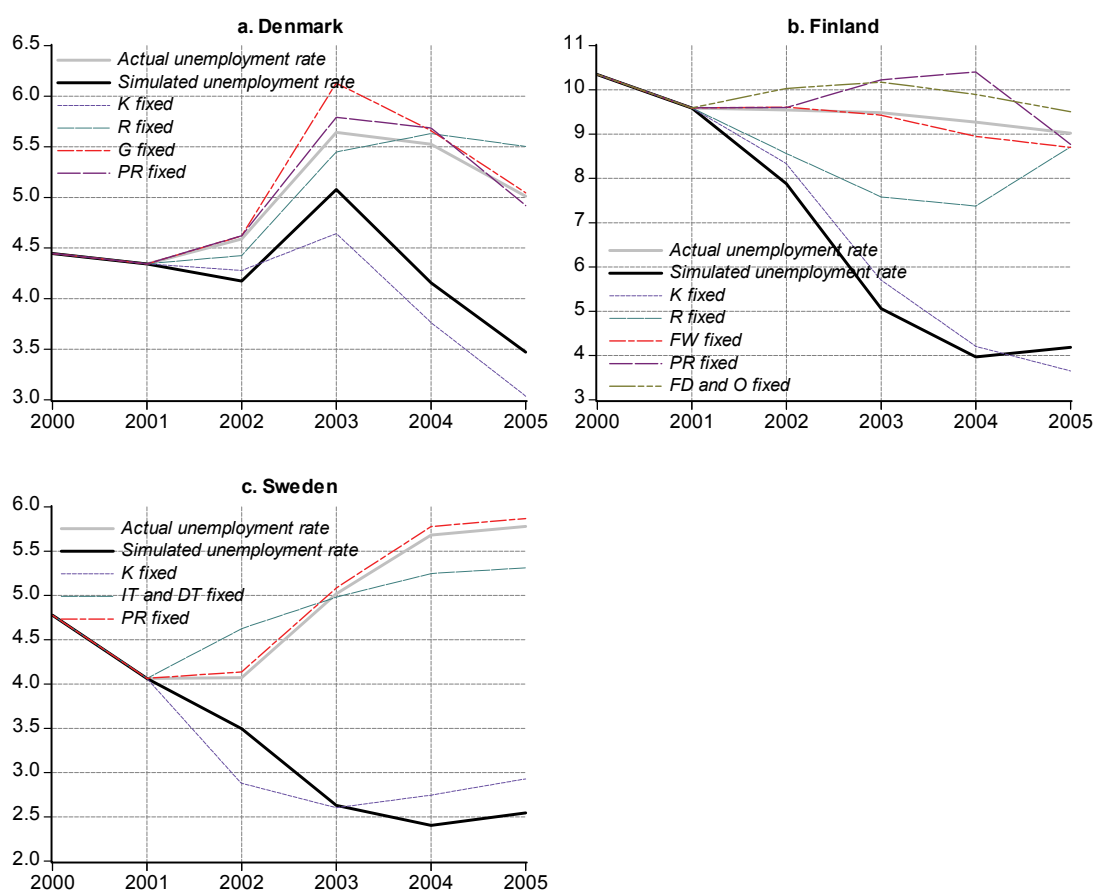 a. Denmark
6.5
6.0
5.5
5.0
4.5
4.0
3.5
3.0
Actual unemployment rate
Simulated unemployment rate
K fixed
R fixed
G fixed
PR fixed
2000 2001 2002 2003 2004 2005
b. Finland
11
10
9
8
7
6
5
4
3
Actual unemployment rate
Simulated unemployment rate
K fixed
R fixed
FW fixed
PR fixed
FD and O fixed
2000 2001 2002 2003 2004 2005
c. Sweden
6.0
5.5
5.0
4.5
4.0
3.5
3.0
2.5
2.0
Actual unemployment rate
Simulated unemployment rate
K fixed
IT and DT fixed
PR fixed
2000 2001 2002 2003 2004 2005